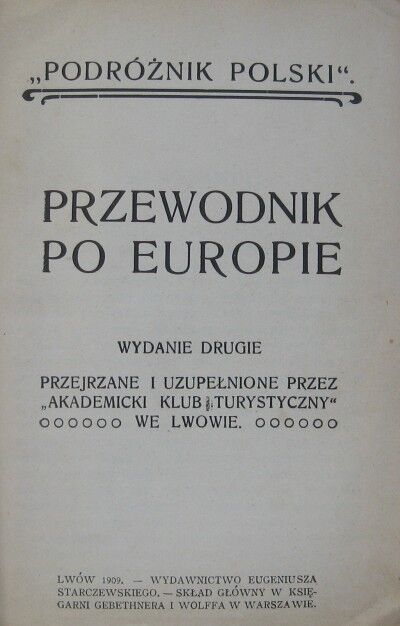 „PODRÓŻNIK POLSKI“.
PRZEWODNIK
PO EUROPIE
WYDANIE DRUGIE
PRZEJRZANE I UZUPEŁNIONE PRZEZ
„AKADEMICKI KLUB TURYSTYCZNY“
WE LWOWIE.
LWÓW 1909. — WYDAWNICTWO EUGENIUSZA
STARCZEWSKIEGO. — SKŁAD GŁÓWNY W KSIĘ-
GARNI GEBETHNERA I WOLFFA W WARSZAWIE.